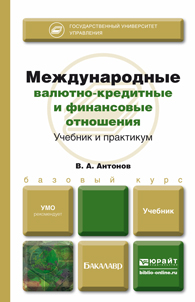 ГОСУДАРСТВЕННЫЙ УНИВЕРСИТЕТ
УПРАВЛЕНИЯ
Международные
валютно-кредитные
и финансовые
отношения
Учебник и практикум
В. А. Антонов
базовый курс
УМО
рекомендует
Учебник
БАКАЛАВР
юрайт
biblio-online.ru